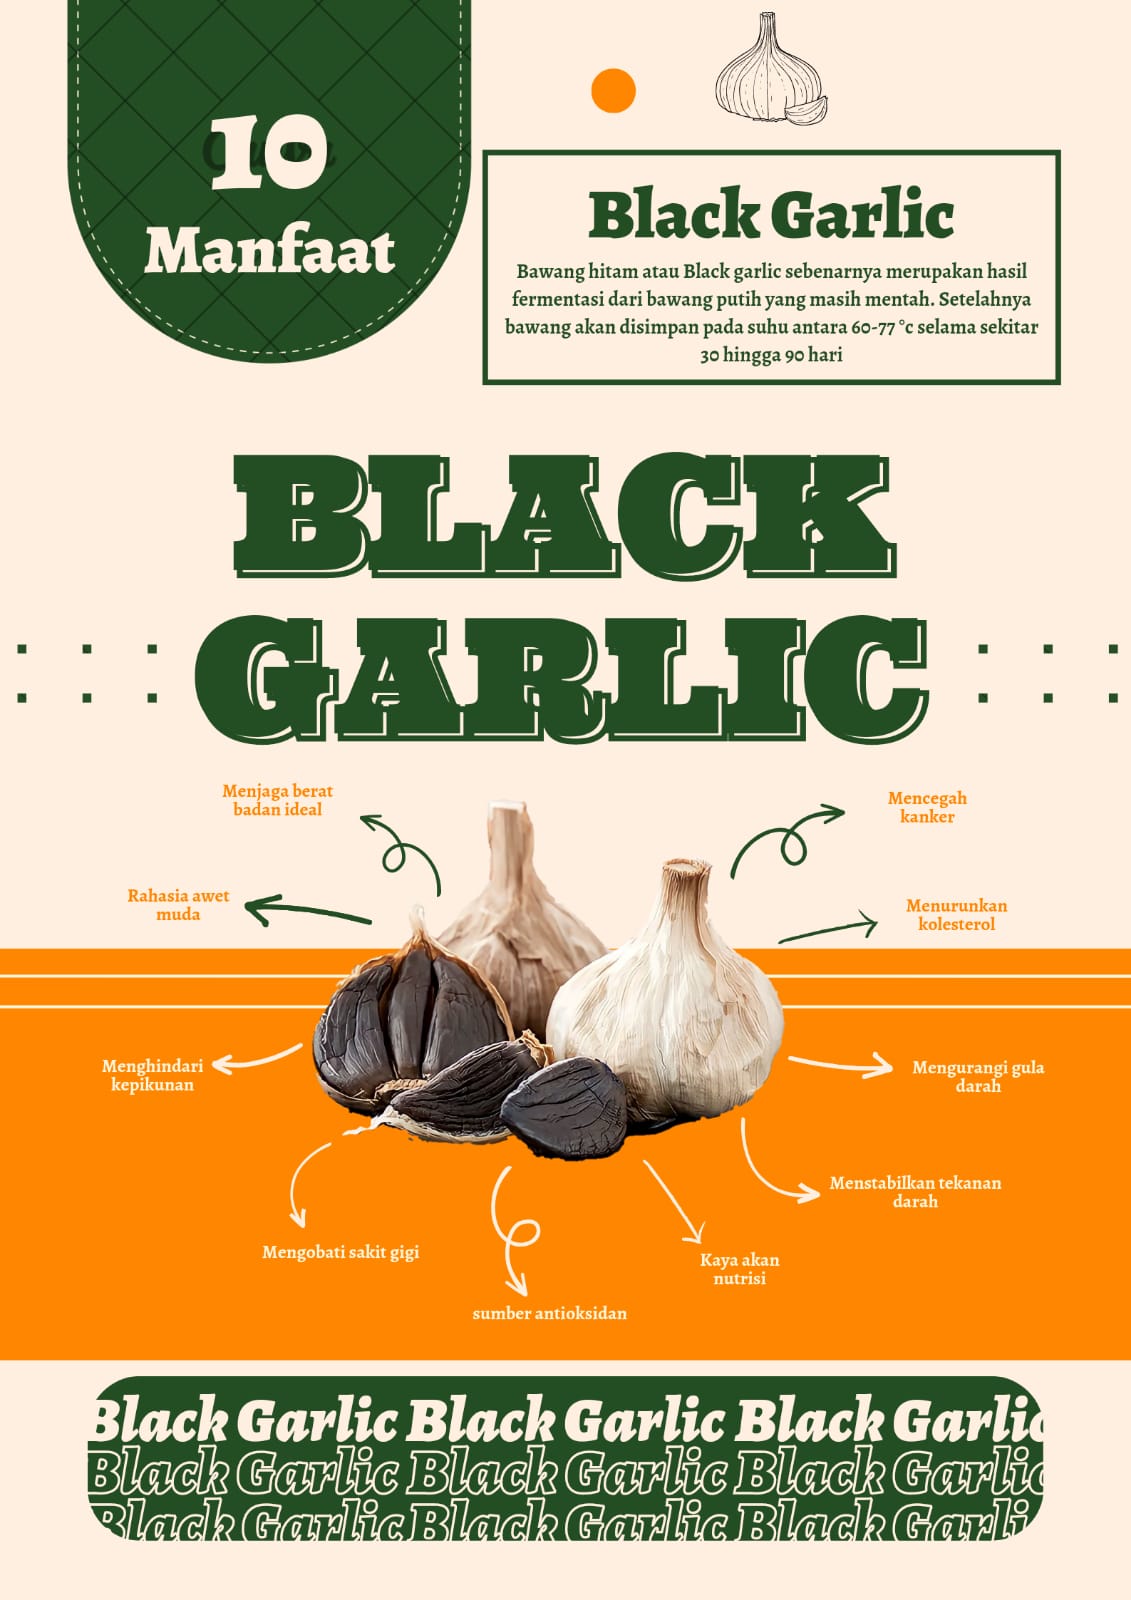 10
Manfaat
Black Garlic
Bawang hitam atau Black garlic sebenarnya merupakan hasil
fermentasi dari bawang putih yang masih mentah. Setelahnya
bawang akan disimpan pada suhu antara 60-77 °c selama sekitar
30 hingga 90 hari
BLACK
GARLIC
Menjaga berat
badan ideal
Mencegah
kanker
Rahasia awet
muda
Menurunkan
kolesterol
Menghindari
kepikunan
Mengurangi gula
darah
Menstabilkan tekanan
darah
Mengobati sakit gigi
Kaya akan
nutrisi
sumber antioksidan
Black Garlic Black Garlic Black Garlic
Black Garlic Black Garlic Black Garlic
Black Garlic Black Garlic Black Garli